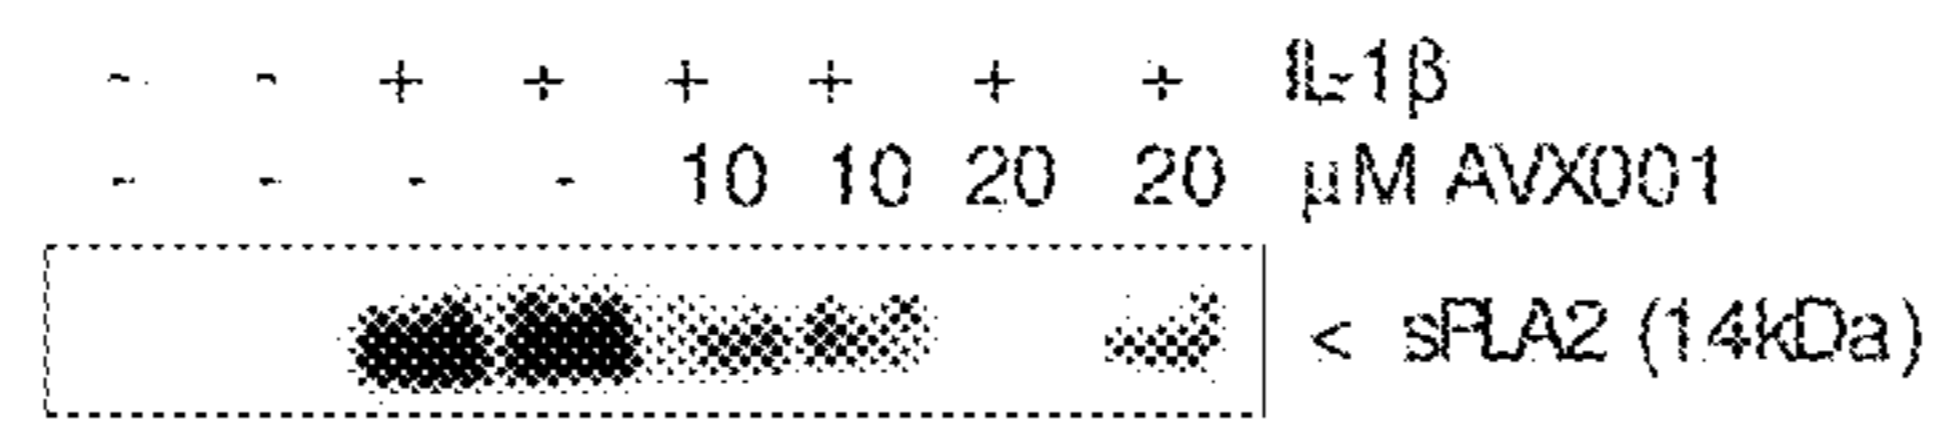 - - + + + + + + IL-1β
- - - - 10 10 20 20 μM AVX001
< sPLA2 (14kDa)